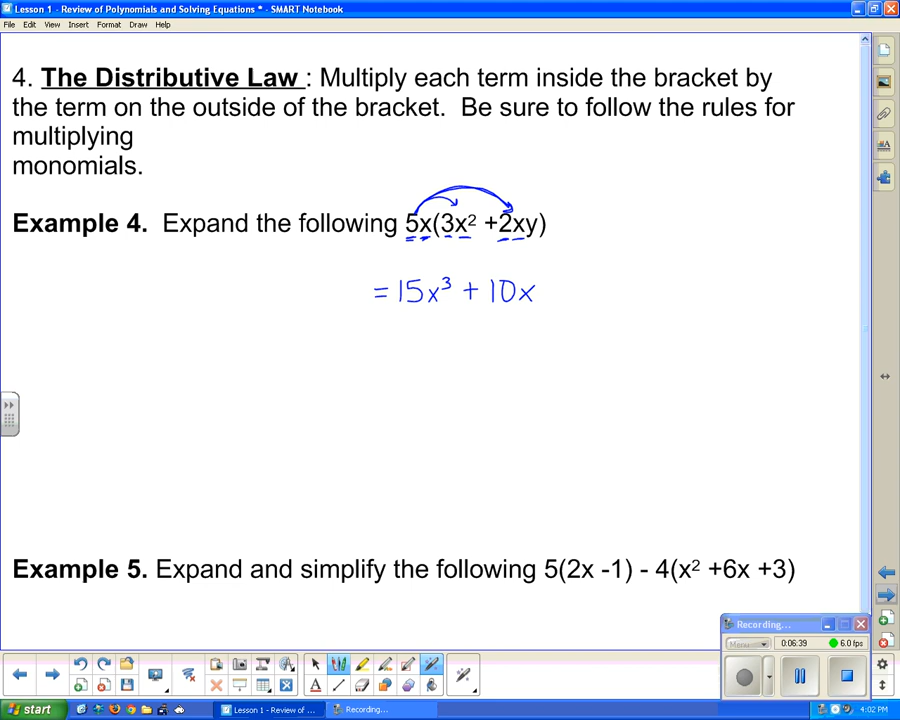 Lesson 1 - Review of Polynomials and Solving Equations * - SMART Notebook
File Edit View Insert Format Draw Help
4. The Distributive Law : Multiply each term inside the bracket by
the term on the outside of the bracket. Be sure to follow the rules for
multiplying
monomials.
Example 4. Expand the following 5x(3x² +2xy)
= 15x³ + 10x
Example 5. Expand and simplify the following 5(2x -1) - 4(x² +6x +3)
Recording...
Menu 0:06:39 6.0 fps
start Lesson 1 - Review of ... Recording... 4:02 PM